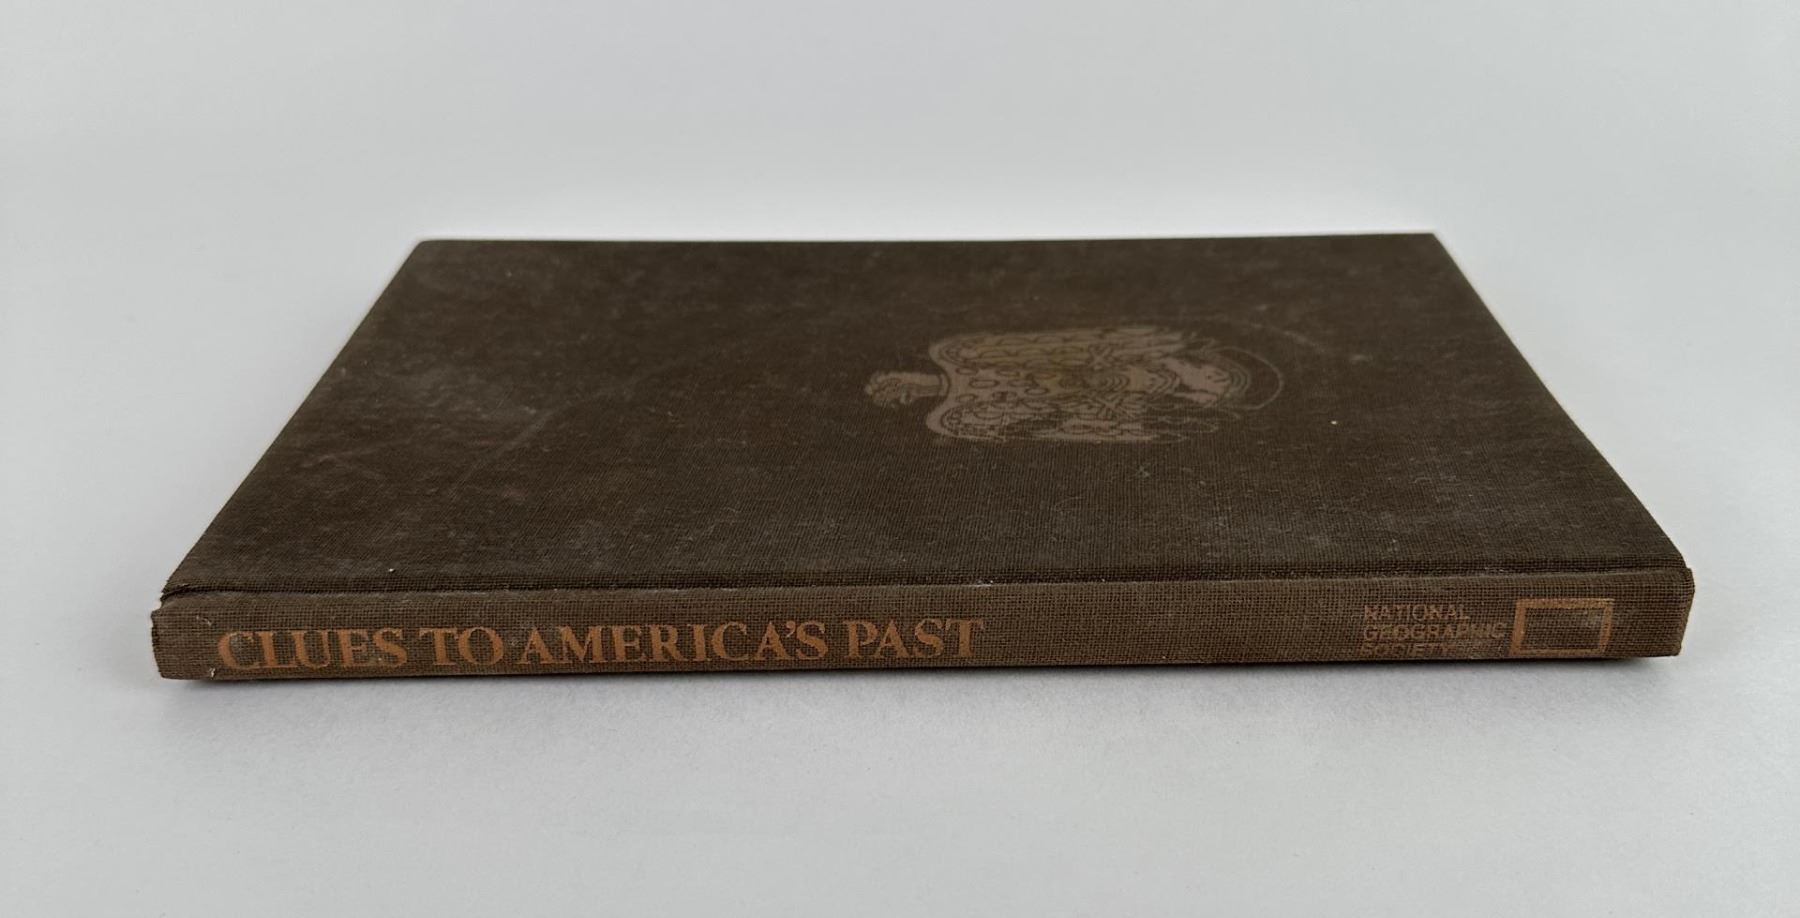 CLUES TO AMERICA'S PAST
NATIONAL
GEOGRAPHIC
SOCIETY